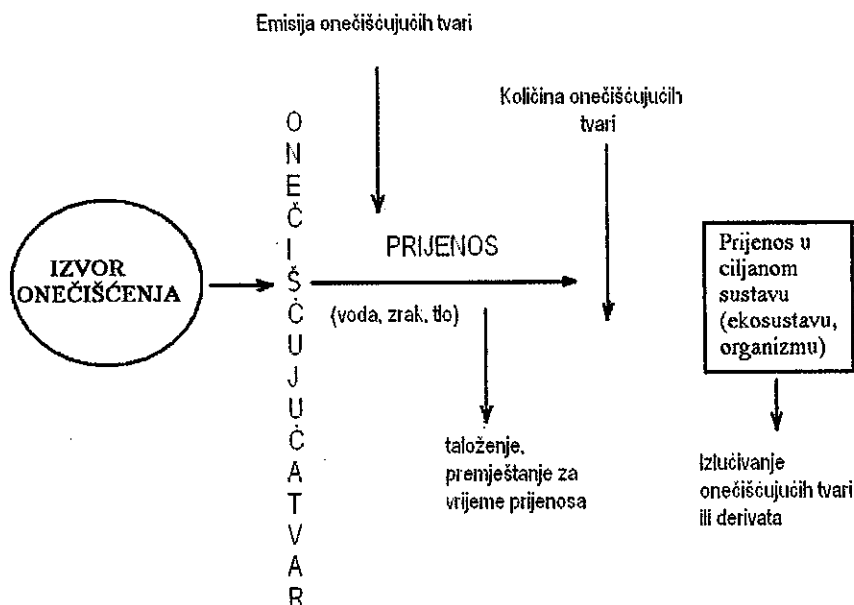 Emisija onečišćujućih tvari
Količina onečišćujućih
tvari
ONEČIŠĆUJUĆATVAR
IZVOR
ONEČIŠĆENJA
PRIJENOS
(voda, zrak, tlo)
Prijenos u
ciljanom
sustavu
(ekosustavu,
organizmu)
taloženje,
premještanje za
vrijeme prijenosa
Izlučivanje
onečišćujućih tvari
ili derivata